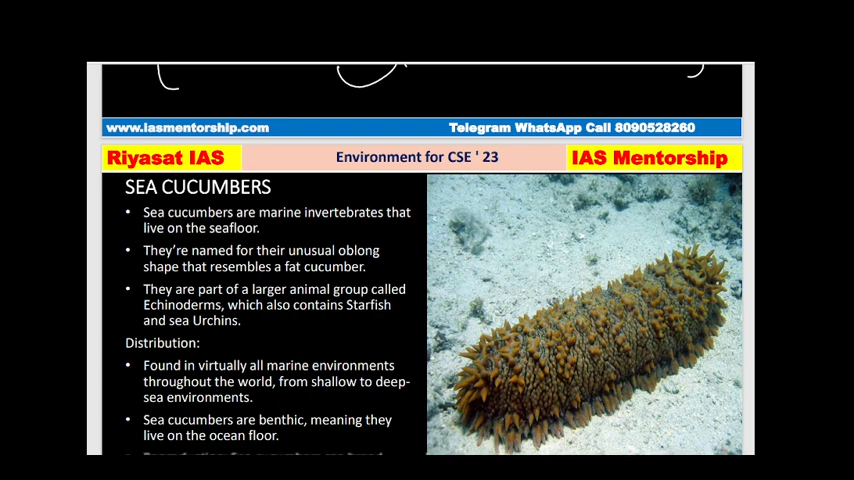 www.iasmentorship.com Telegram WhatsApp Call 8090528260
Riyasat IAS Environment for CSE ' 23 IAS Mentorship
SEA CUCUMBERS
• Sea cucumbers are marine invertebrates that
live on the seafloor.
• They’re named for their unusual oblong
shape that resembles a fat cucumber.
• They are part of a larger animal group called
Echinoderms, which also contains Starfish
and sea Urchins.
Distribution:
• Found in virtually all marine environments
throughout the world, from shallow to deep-
sea environments.
• Sea cucumbers are benthic, meaning they
live on the ocean floor.